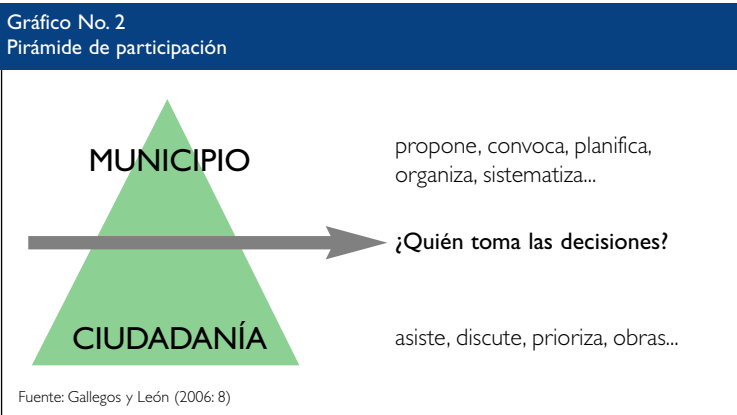 Gráfico No. 2
Pirámide de participación
MUNICIPIO
propone, convoca, planifica,
organiza, sistematiza...
¿Quién toma las decisiones?
CIUDADANÍA
asiste, discute, prioriza, obras...
Fuente: Gallegos y León (2006: 8)